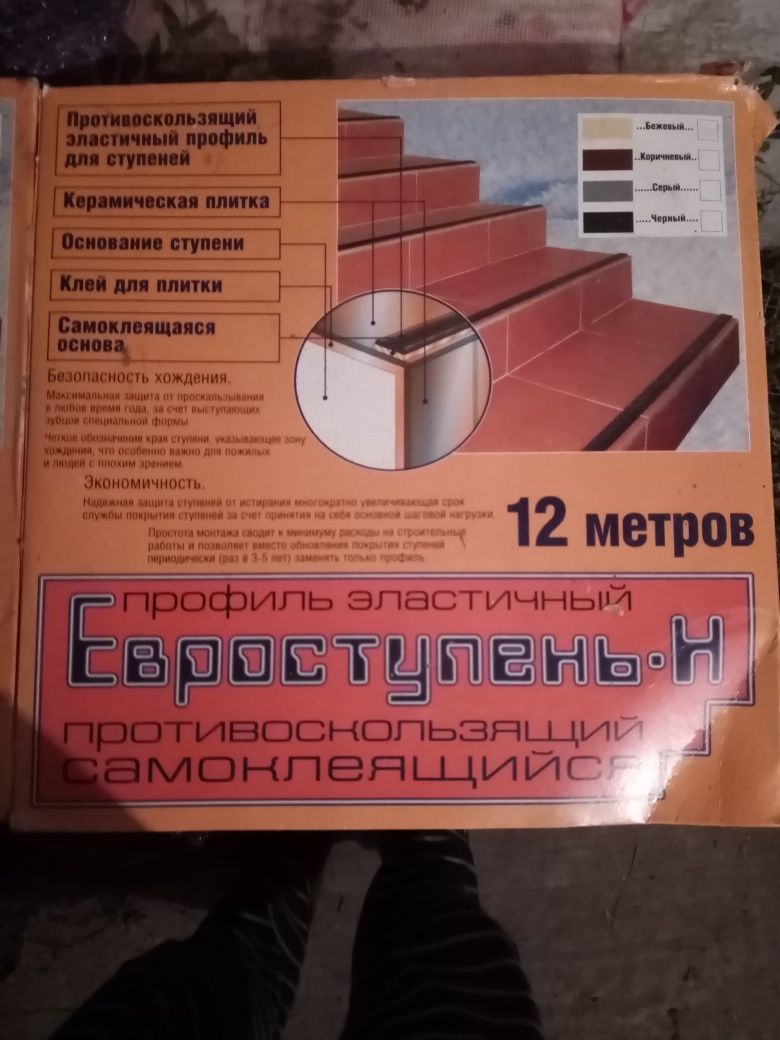 Противоскользящий
эластичный профиль
для ступеней
Керамическая плитка
Основание ступени
Клей для плитки
Самоклеящаяся
основа
...Бежевый...
..Коричневый..
......Серый......
......Черный....
Безопасность хождения.
Максимальная защита от проскальзывания
в любое время года, за счет выступающих
зубцов специальной формы.
Четкое обозначение края ступени, указывающее зону
хождения, что особенно важно для пожилых
и людей с плохим зрением.
Экономичность.
Надежная защита ступеней от истирания многократно увеличивающая срок
службы покрытия ступеней за счет принятия на себя основной шаговой нагрузки.
Простота монтажа сводит к минимуму расходы на строительные
работы и позволяет вместо обновления покрытия ступеней
периодически (раз в 3-5 лет) заменять только профиль.
12 метров
профиль эластичный
Евроступень-Н
противоскользящий
самоклеящийся